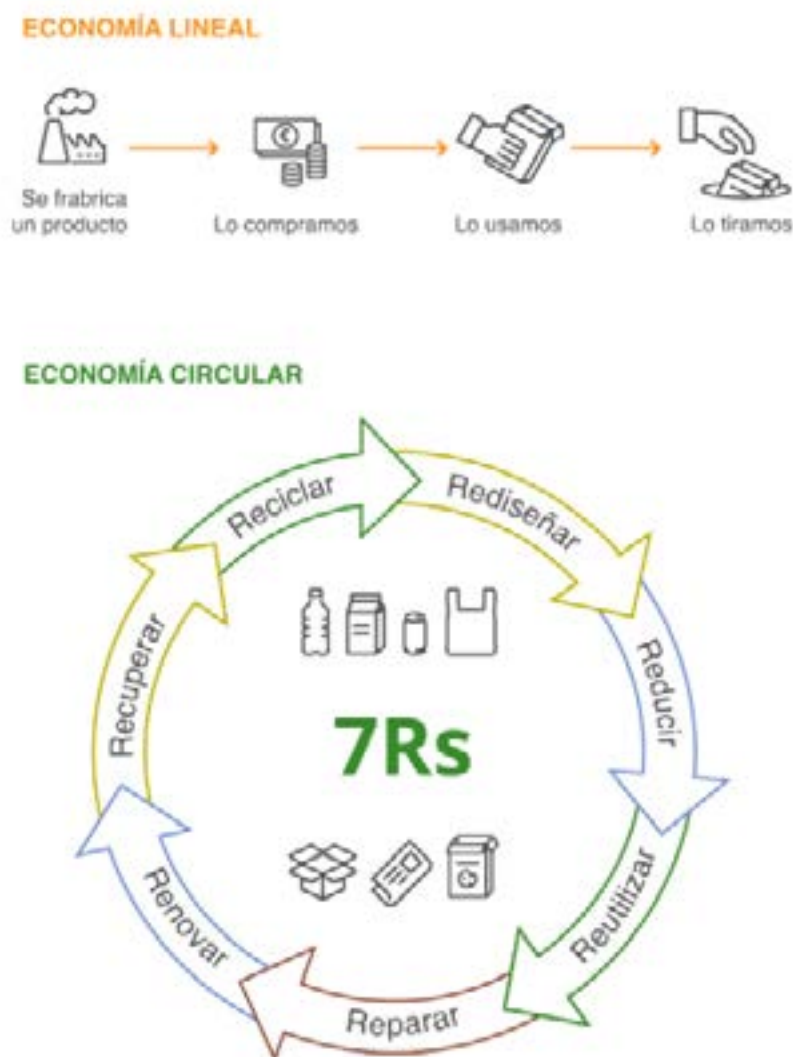 ECONOMÍA LINEAL
Se frabrica
un producto
Lo compramos
Lo usamos
Lo tiramos
ECONOMÍA CIRCULAR
Reciclar
Rediseñar
Reducir
Reutilizar
Reparar
Renovar
Recuperar
7Rs